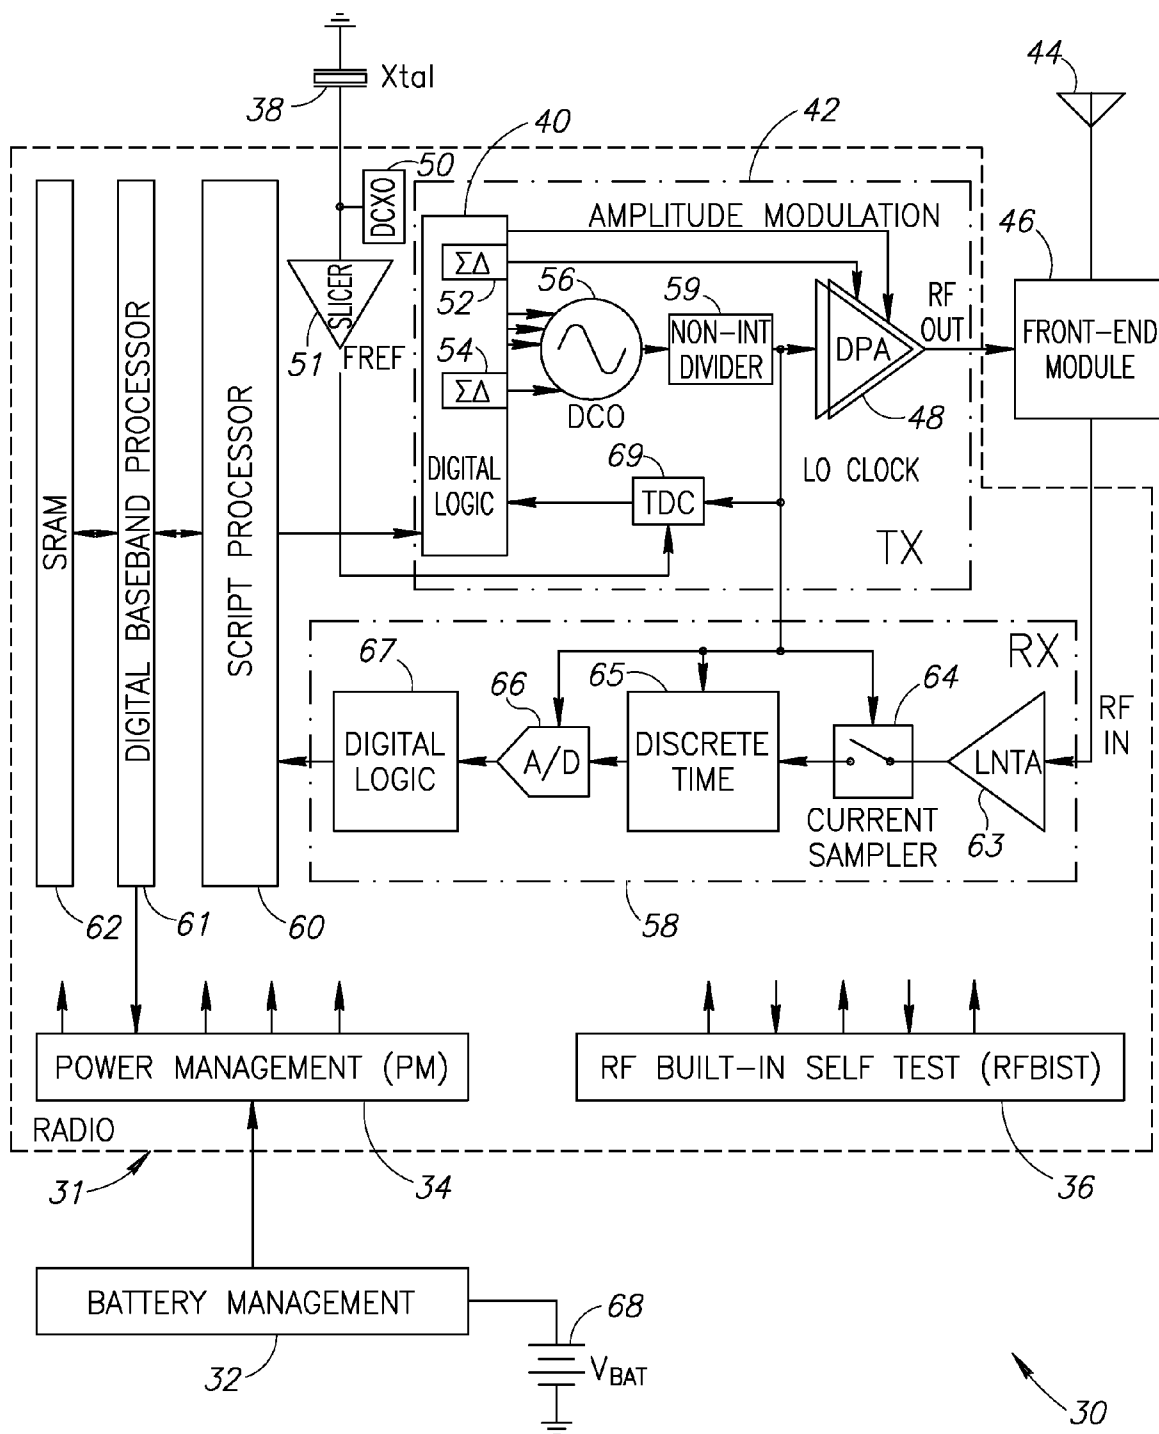 Xtal
38
44
40
42
50
DCXO
AMPLITUDE MODULATION
46
ΣΔ
52
56
59
RF
OUT
SLICER
51
FREF
NON-INT
DIVIDER
DPA
FRONT-END
MODULE
54
ΣΔ
DCO
48
DIGITAL
LOGIC
69
TDC
LO CLOCK
TX
SRAM
DIGITAL BASEBAND PROCESSOR
SCRIPT PROCESSOR
RX
67
66
65
64
RF
IN
DIGITAL
LOGIC
A/D
DISCRETE
TIME
LNTA
CURRENT
SAMPLER
63
62
61
60
58
POWER MANAGEMENT (PM)
RF BUILT-IN SELF TEST (RFBIST)
RADIO
31
34
36
BATTERY MANAGEMENT
68
32
VBAT
30